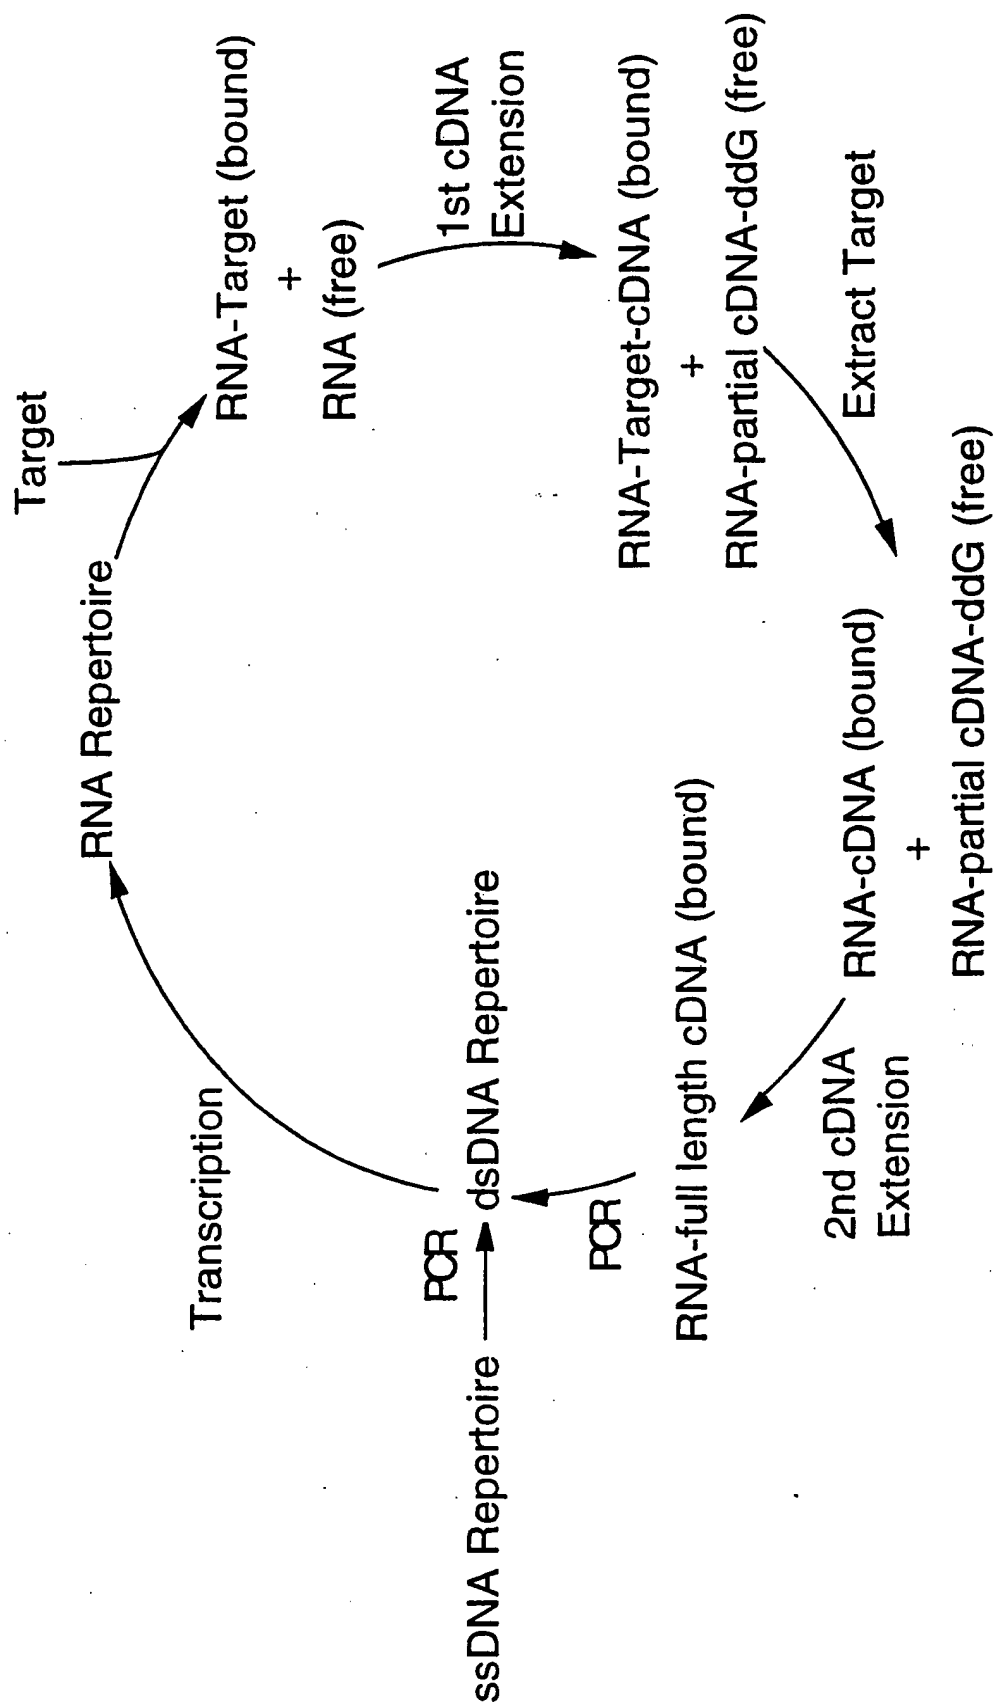 Target
RNA Repertoire
RNA-Target (bound)
+
RNA (free)
1st cDNA
Extension
RNA-Target-cDNA (bound)
+
RNA-partial cDNA-ddG (free)
Extract Target
RNA-cDNA (bound)
+
RNA-partial cDNA-ddG (free)
2nd cDNA
Extension
RNA-full length cDNA (bound)
PCR
ssDNA Repertoire
PCR
dsDNA Repertoire
Transcription